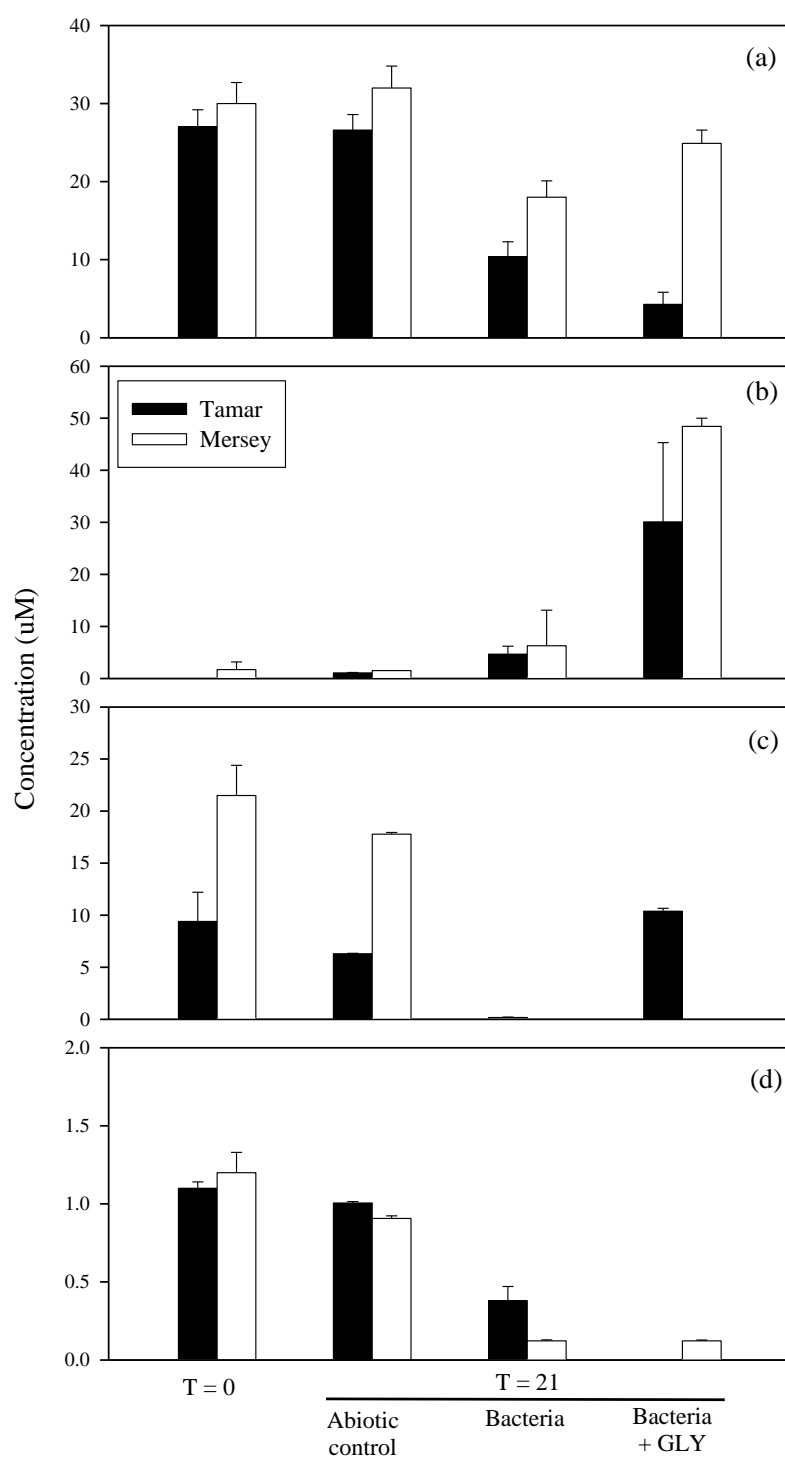 40
(a)
30
20
10
0
60
(b)
Tamar
50
Mersey
40
30
20
10
0
Concentration (uM)
30
(c)
25
20
15
10
5
0
2.0
(d)
1.5
1.0
0.5
0.0
T = 0
T = 21
Abiotic
control
Bacteria
Bacteria
+ GLY